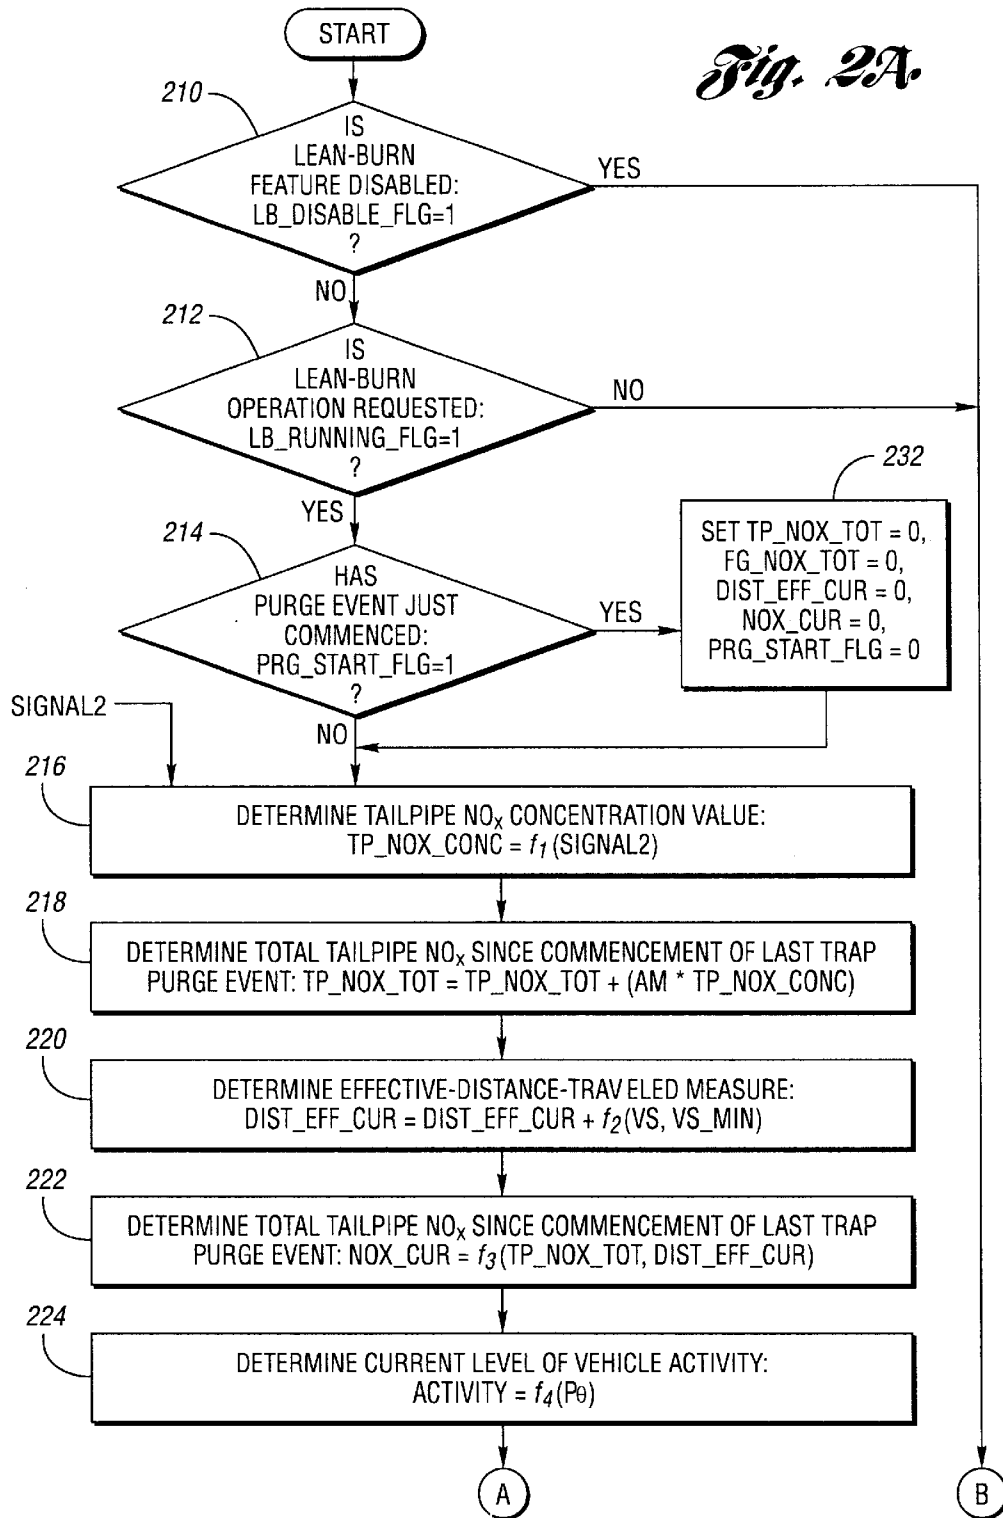 START
Fig. 2A.
210
IS
LEAN-BURN
FEATURE DISABLED:
LB_DISABLE_FLG=1
?
YES
NO
212
IS
LEAN-BURN
OPERATION REQUESTED:
LB_RUNNING_FLG=1
?
NO
YES
232
SET TP_NOX_TOT = 0,
FG_NOX_TOT = 0,
DIST_EFF_CUR = 0,
NOX_CUR = 0,
PRG_START_FLG = 0
214
HAS
PURGE EVENT JUST
COMMENCED:
PRG_START_FLG=1
?
YES
NO
SIGNAL2
216
DETERMINE TAILPIPE NOx CONCENTRATION VALUE:
TP_NOX_CONC = f1 (SIGNAL2)
218
DETERMINE TOTAL TAILPIPE NOx SINCE COMMENCEMENT OF LAST TRAP
PURGE EVENT: TP_NOX_TOT = TP_NOX_TOT + (AM * TP_NOX_CONC)
220
DETERMINE EFFECTIVE-DISTANCE-TRAV ELED MEASURE:
DIST_EFF_CUR = DIST_EFF_CUR + f2 (VS, VS_MIN)
222
DETERMINE TOTAL TAILPIPE NOx SINCE COMMENCEMENT OF LAST TRAP
PURGE EVENT: NOX_CUR = f3 (TP_NOX_TOT, DIST_EFF_CUR)
224
DETERMINE CURRENT LEVEL OF VEHICLE ACTIVITY:
ACTIVITY = f4 (Pθ)
A
B